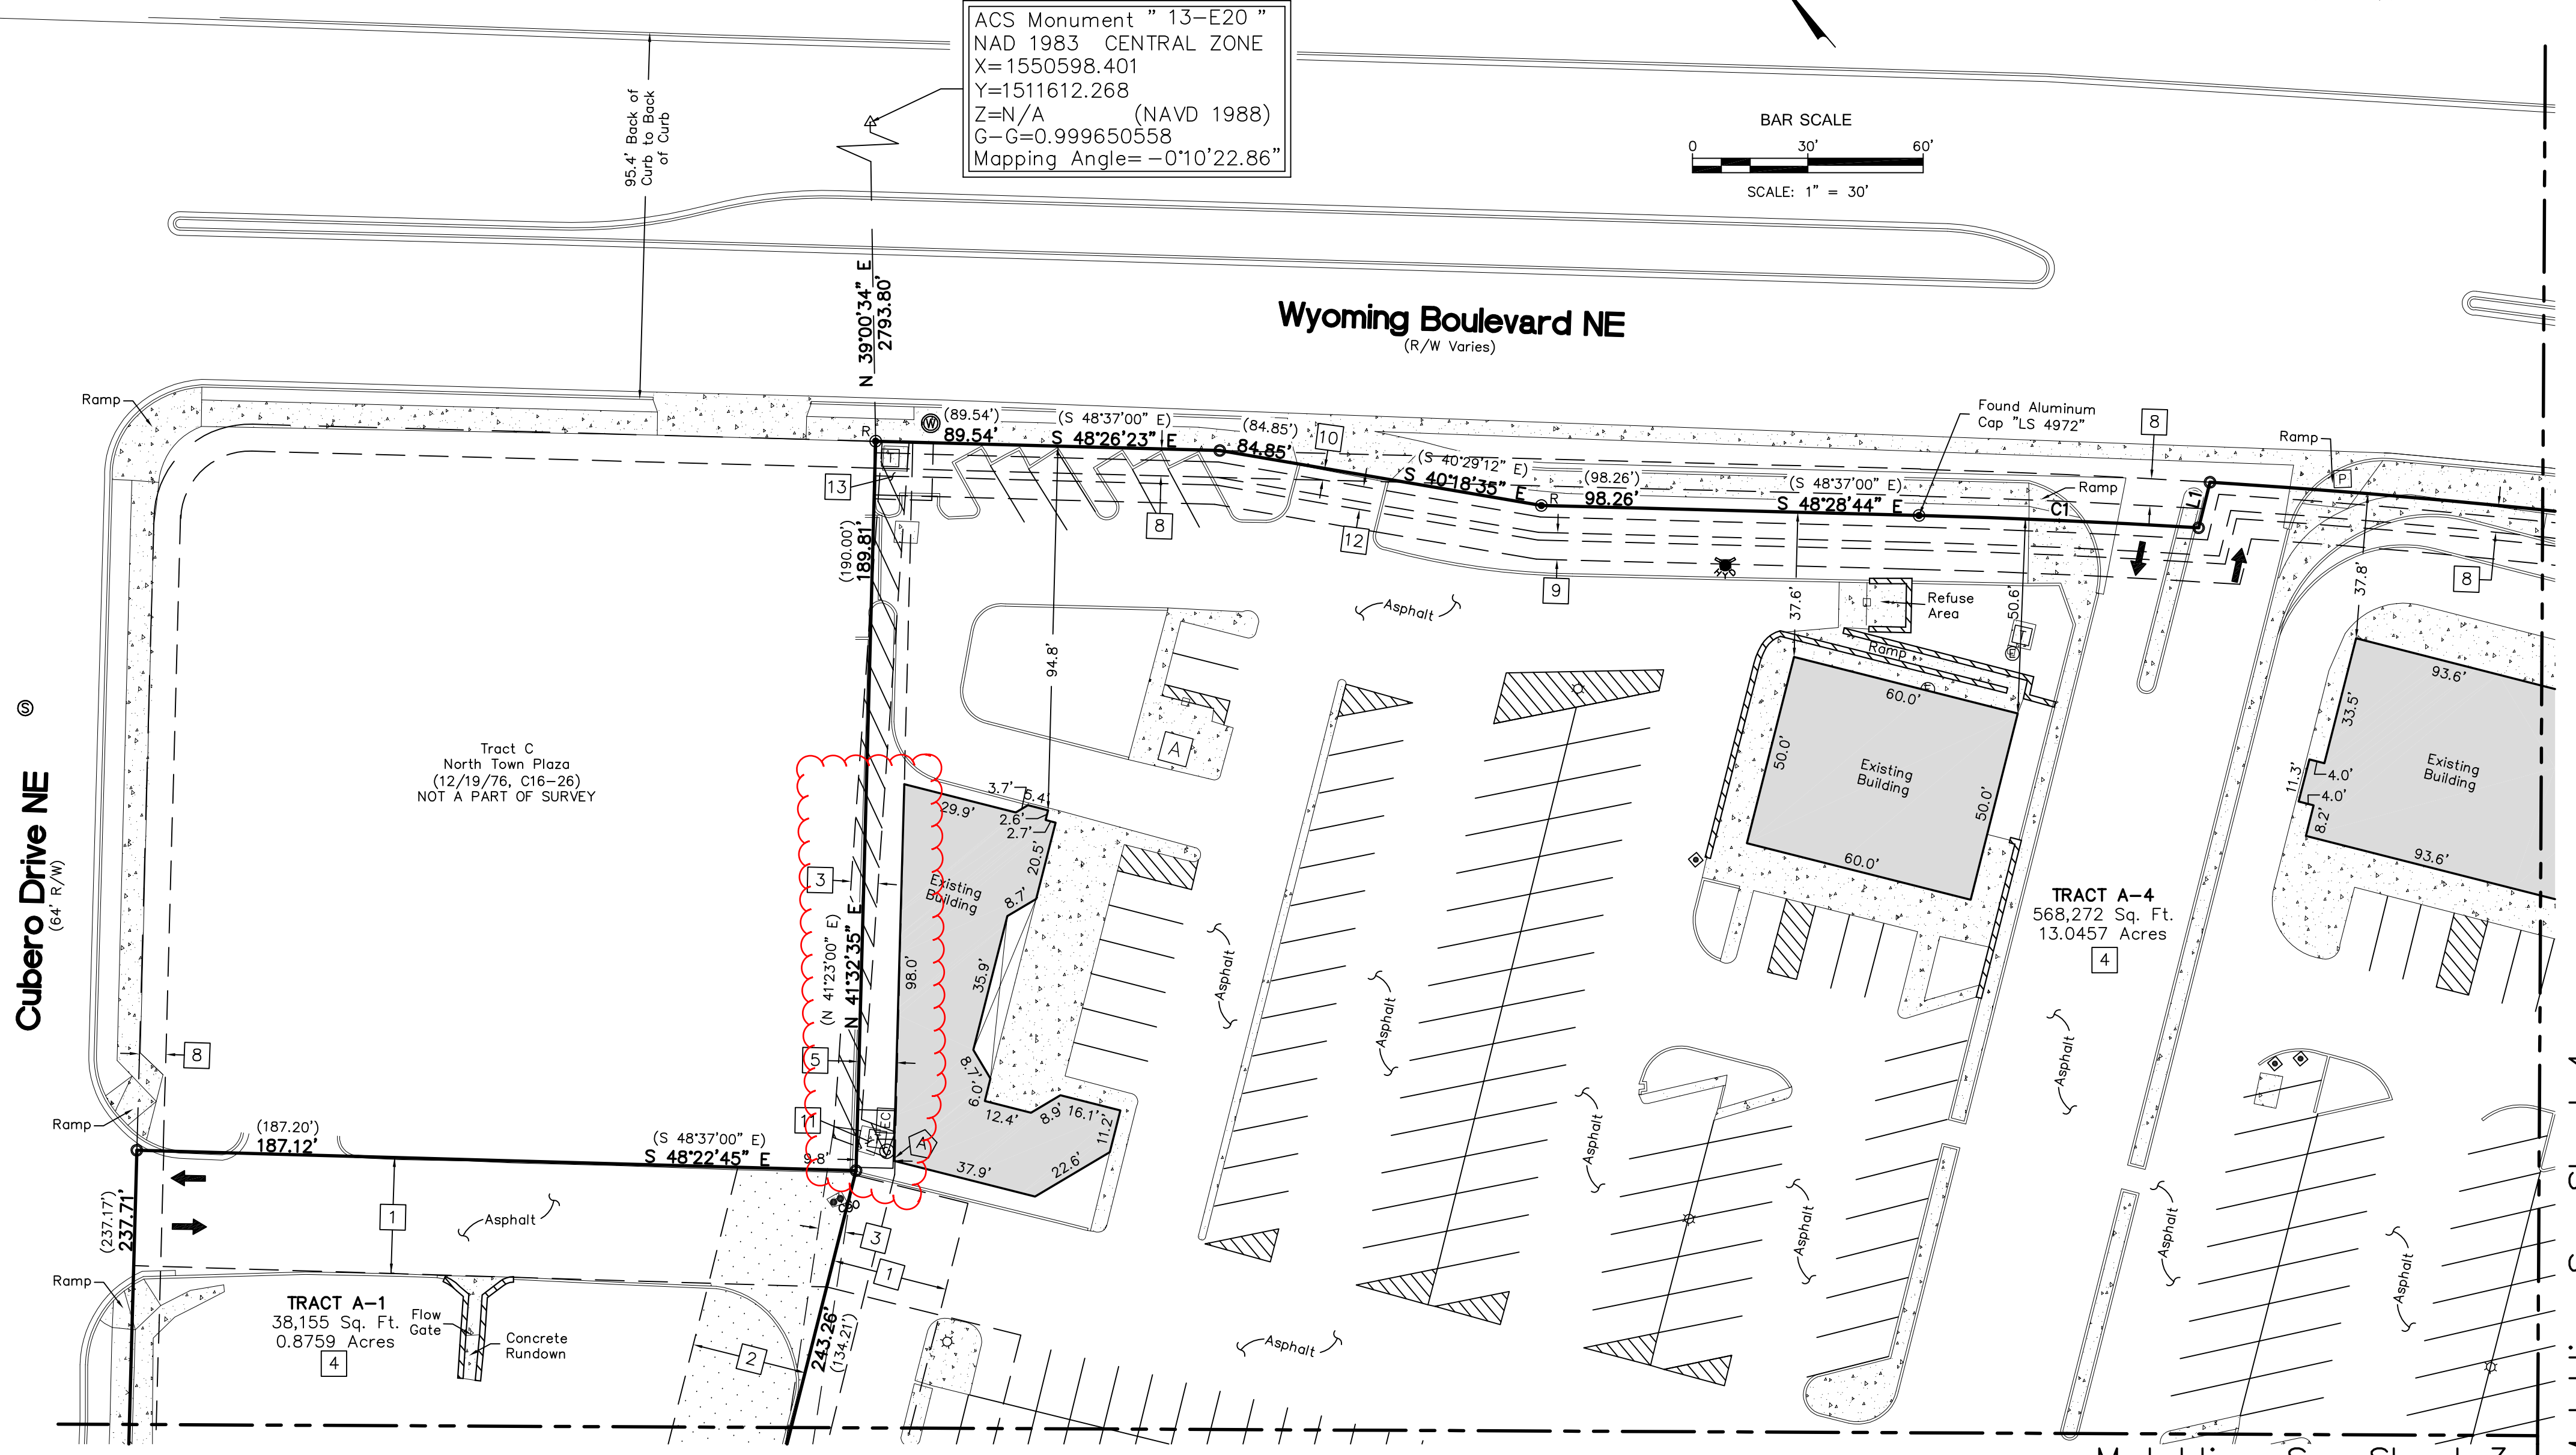 ACS Monument " 13-E20 "
NAD 1983 CENTRAL ZONE
X=1550598.401
Y=1511612.268
Z=N/A (NAVD 1988)
G-G=0.999650558
Mapping Angle= -0°10'22.86"
95.4' Back of
Curb to Back
of Curb
BAR SCALE
0 30' 60'
SCALE: 1" = 30'
N 39°00'34" E
2793.80'
Wyoming Boulevard NE
(R/W Varies)
Ramp
R
W
(89.54')
89.54'
(S 48°37'00" E)
S 48°26'23" E
(84.85')
84.85'
10
(S 40°29'12" E)
S 40°18'35" E
R
(98.26')
98.26'
(S 48°37'00" E)
S 48°28'44" E
Found Aluminum
Cap "LS 4972"
8
Ramp
C1
L1
Ramp
P
13
T
8
12
9
HYD
8
(190.00')
189.81'
94.8'
Asphalt
37.6'
Refuse
Area
50.6'
T
E
Ramp
37.8'
Cubero Drive NE
(64' R/W)
S
Tract C
North Town Plaza
(12/19/76, C16-26)
NOT A PART OF SURVEY
A
3.7'
5.4'
29.9'
2.6'
2.7'
20.5'
Existing
Building
8.7'
35.9'
98.0'
8.7'
6.0'
12.4'
8.9'
16.1'
11.2'
22.6'
37.9'
60.0'
50.0'
Existing
Building
50.0'
60.0'
93.6'
33.5'
11.3'
4.0'
4.0'
8.2'
Existing
Building
93.6'
3
(N 41°23'00" E)
N 41°32'35" E
5
11
EC
A
9.8'
TRACT A-4
568,272 Sq. Ft.
13.0457 Acres
4
Asphalt
Asphalt
Asphalt
Asphalt
Asphalt
Asphalt
Asphalt
8
Ramp
(187.20')
187.12'
(S 48°37'00" E)
S 48°22'45" E
(237.17')
237.71'
1
Asphalt
CO
3
1
Ramp
TRACT A-1
38,155 Sq. Ft.
0.8759 Acres
4
Flow
Gate
Concrete
Rundown
2
243.26'
(134.21')
Asphalt